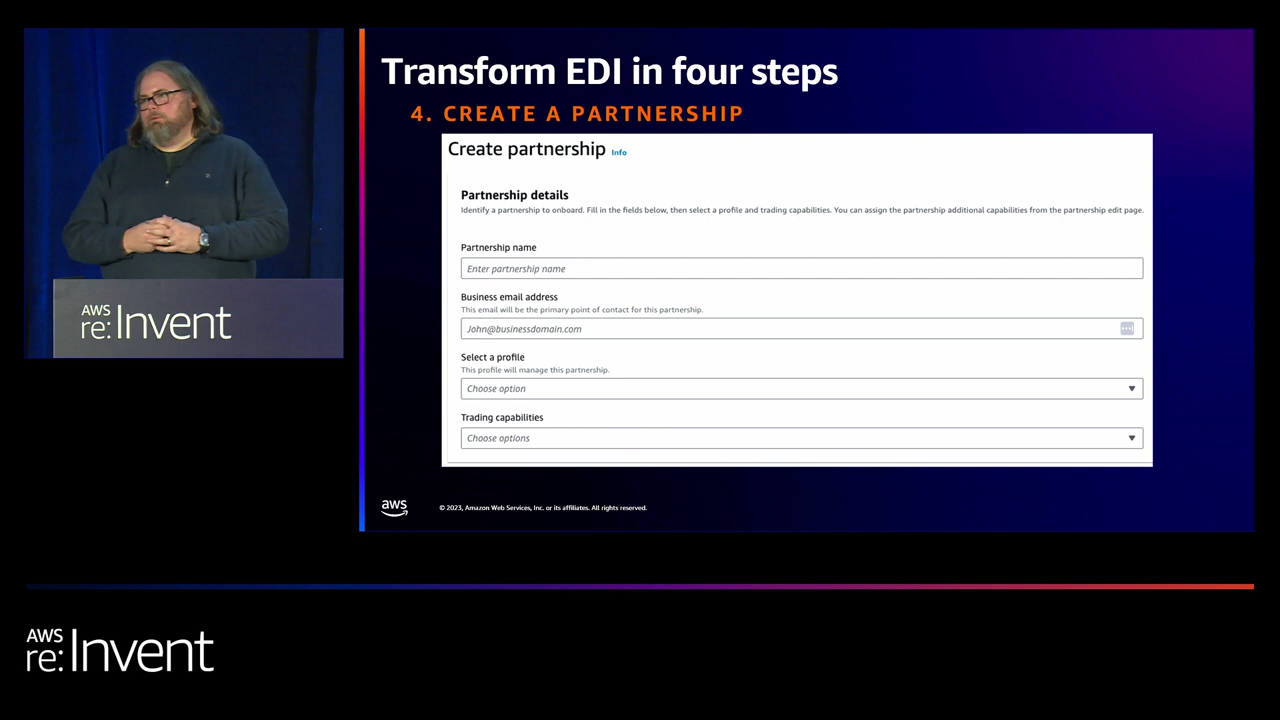 Transform EDI in four steps
4. CREATE A PARTNERSHIP
Create partnership Info
Partnership details
Identify a partnership to onboard. Fill in the fields below, then select a profile and trading capabilities. You can assign the partnership additional capabilities from the partnership edit page.
Partnership name
Enter partnership name
Business email address
This email will be the primary point of contact for this partnership.
John@businessdomain.com
Select a profile
This profile will manage this partnership.
Choose option
Trading capabilities
Choose options
aws
© 2023, Amazon Web Services, Inc. or its affiliates. All rights reserved.
AWS
re:Invent
AWS
re:Invent